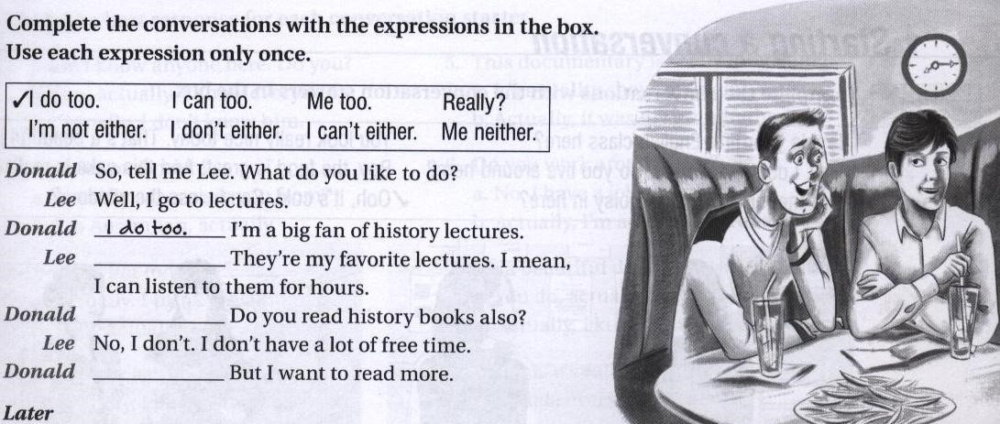 Complete the conversations with the expressions in the box.
Use each expression only once.
✓I do too. I can too. Me too. Really?
I'm not either. I don't either. I can't either. Me neither.
Donald So, tell me Lee. What do you like to do?
Lee Well, I go to lectures.
Donald I do too. I'm a big fan of history lectures.
Lee ____________ They're my favorite lectures. I mean,
I can listen to them for hours.
Donald ____________ Do you read history books also?
Lee No, I don't. I don't have a lot of free time.
Donald ____________ But I want to read more.
Later